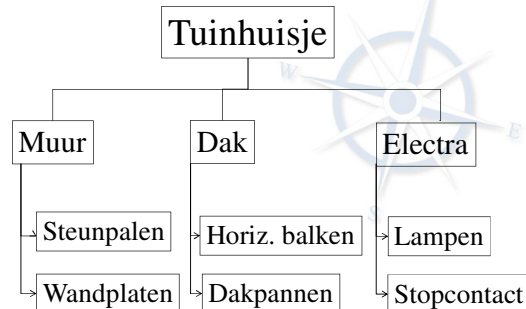 Tuinhuisje
W
Muur
Dak
Electra
E
S
Steunpalen
Horiz. balken
Lampen
Wandplaten
Dakpannen
Stopcontact